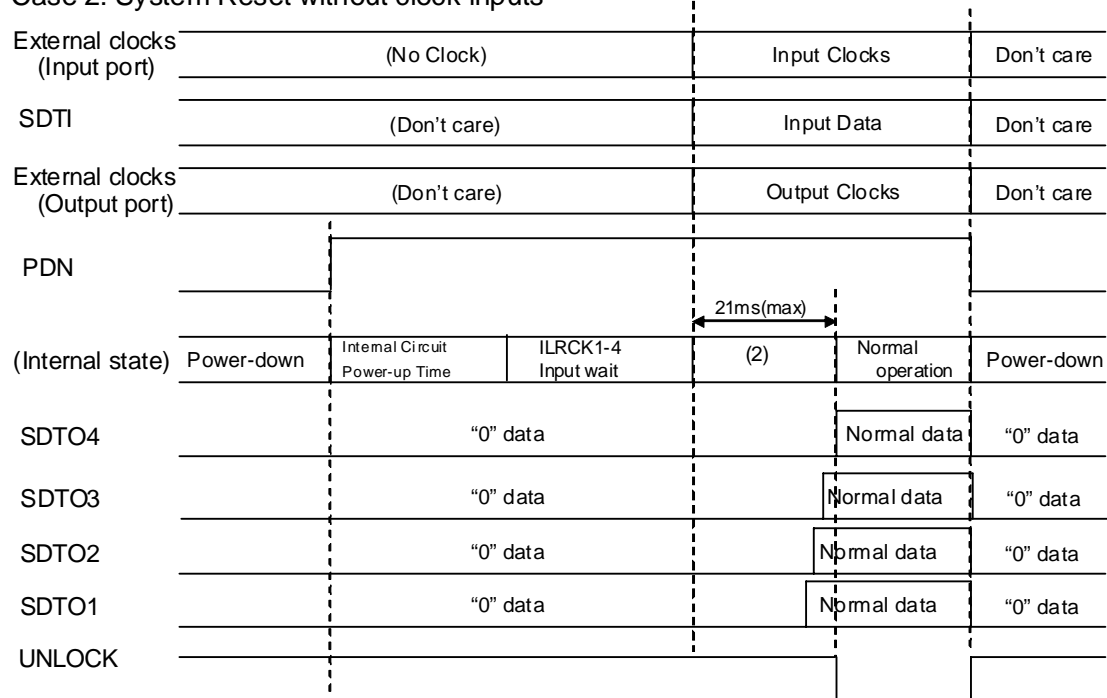 Case 2. System Reset without clock inputs
External clocks
(Input port)
(No Clock)
Input Clocks
Don't care
SDTI
(Don't care)
Input Data
Don't care
External clocks
(Output port)
(Don't care)
Output Clocks
Don't care
PDN
21ms(max)
(Internal state)
Power-down
Internal Circuit
Power-up Time
ILRCK1-4
Input wait
(2)
Normal
operation
Power-down
SDTO4
“0” data
Normal data
“0” data
SDTO3
“0” data
Normal data
“0” data
SDTO2
“0” data
Normal data
“0” data
SDTO1
“0” data
Normal data
“0” data
UNLOCK